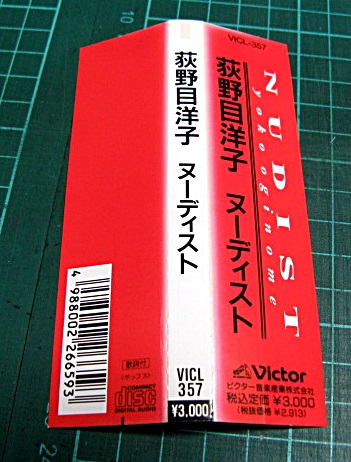 VICL-357
NUDIST
yoko oginome
荻野目洋子 ヌーディスト
Victor
ビクター音楽産業株式会社
税込定価 ¥3,000
(税抜価格 ¥2,913)
荻野目洋子 ヌーディスト
VICL
357
¥3,000
歌詞付
(ポップス)
COMPACT
disc
DIGITAL AUDIO
4988002266593